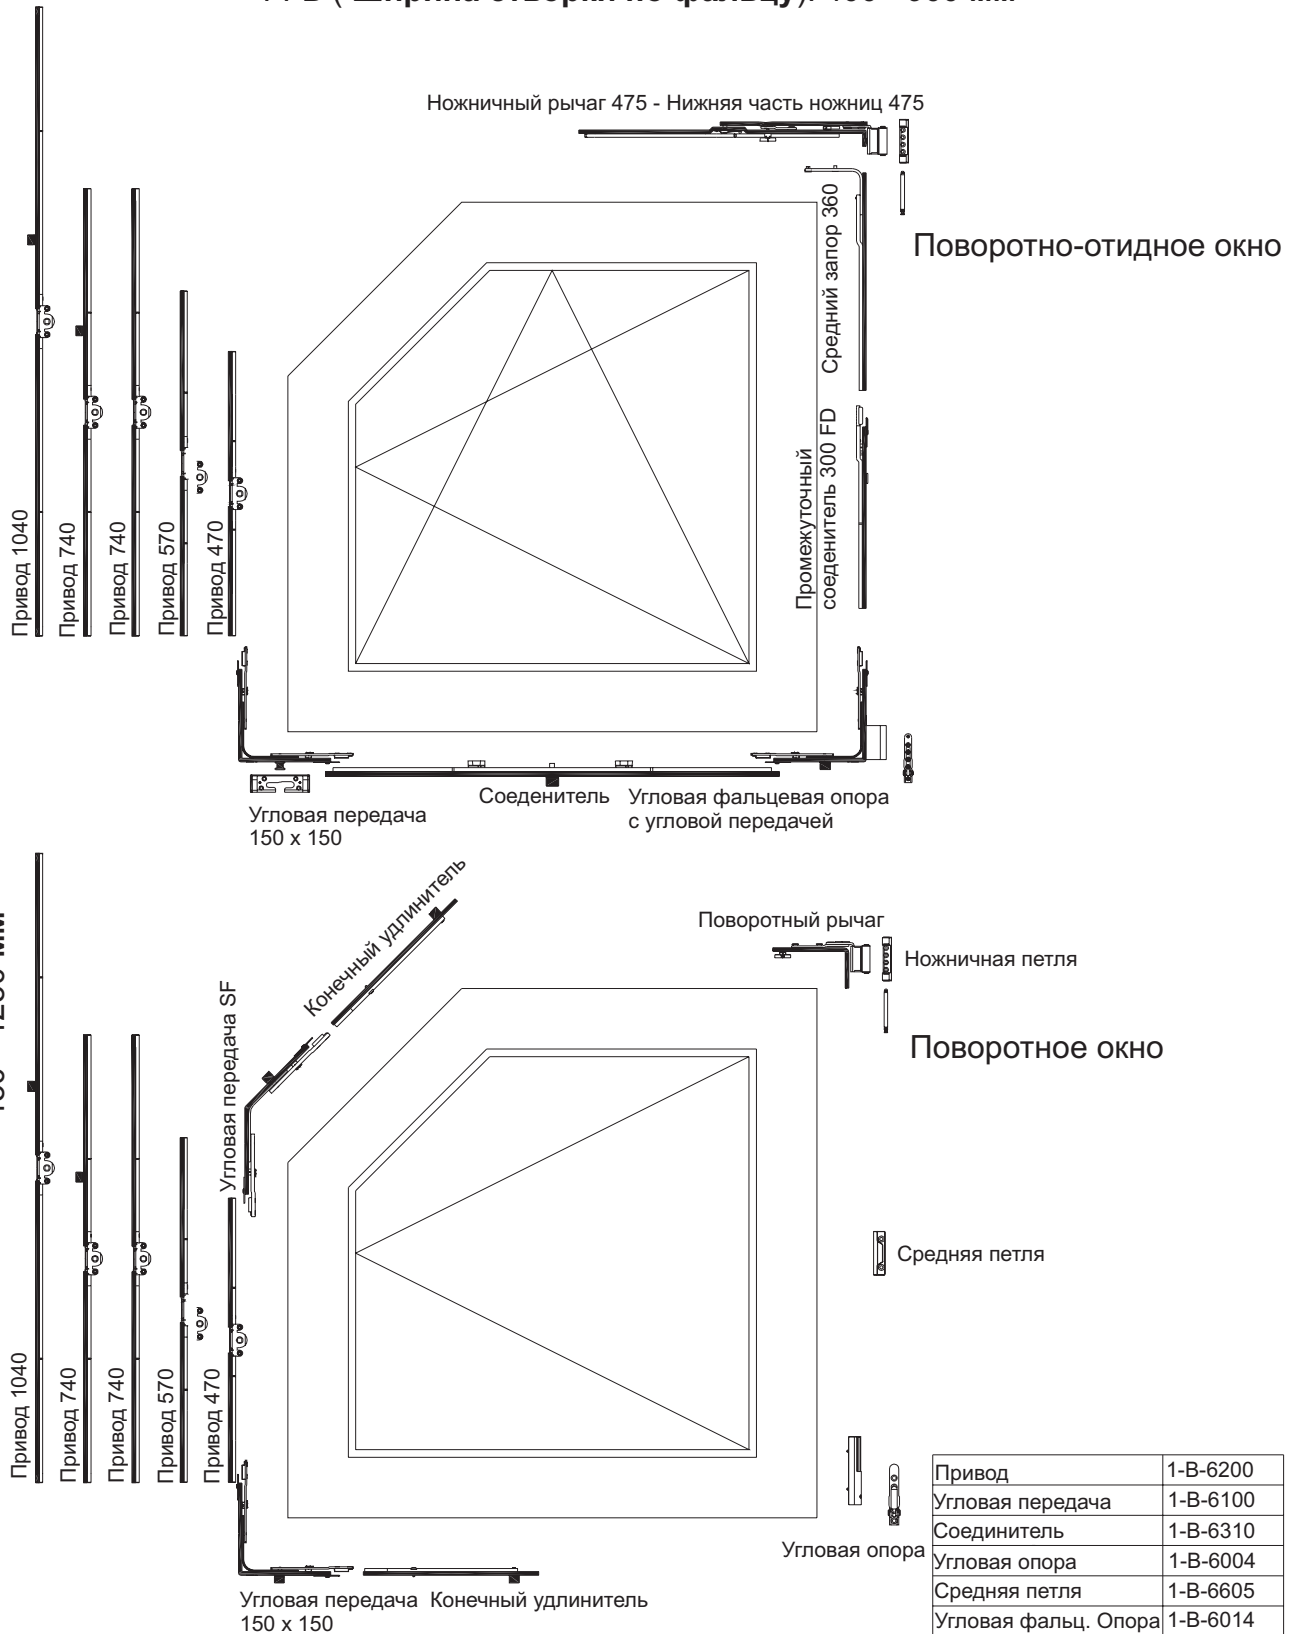 Ножничный рычаг 475 - Нижняя часть ножниц 475
Поворотно-отидное окно
Средний запор 360
Промежуточный
соеденитель 300 FD
Привод 1040
Привод 740
Привод 740
Привод 570
Привод 470
Соеденитель
Угловая фальцевая опора
с угловой передачей
Угловая передача
150 x 150
Конечный удлинитель
Угловая передача SF
Поворотный рычаг
Ножничная петля
Поворотное окно
Средняя петля
Привод 1040
Привод 740
Привод 740
Привод 570
Привод 470
Угловая опора
Угловая передача
150 x 150
Конечный удлинитель
Привод 1-B-6200
Угловая передача 1-B-6100
Соединитель 1-B-6310
Угловая опора 1-B-6004
Средняя петля 1-B-6605
Угловая фальц. Опора 1-B-6014